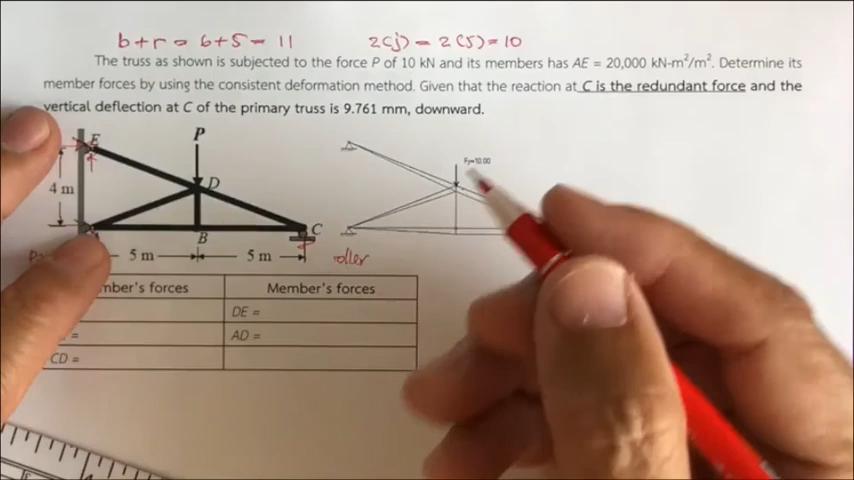 b+r = 6+5 = 11 2(j) = 2(5)=10
The truss as shown is subjected to the force P of 10 kN and its members has AE = 20,000 kN-m²/m². Determine its
member forces by using the consistent deformation method. Given that the reaction at C is the redundant force and the
vertical deflection at C of the primary truss is 9.761 mm, downward.
E
P
4 m
D
Fy=10.00
C
B
5 m
5 m
roller
mber's forces
Member's forces
DE =
=
AD =
CD =